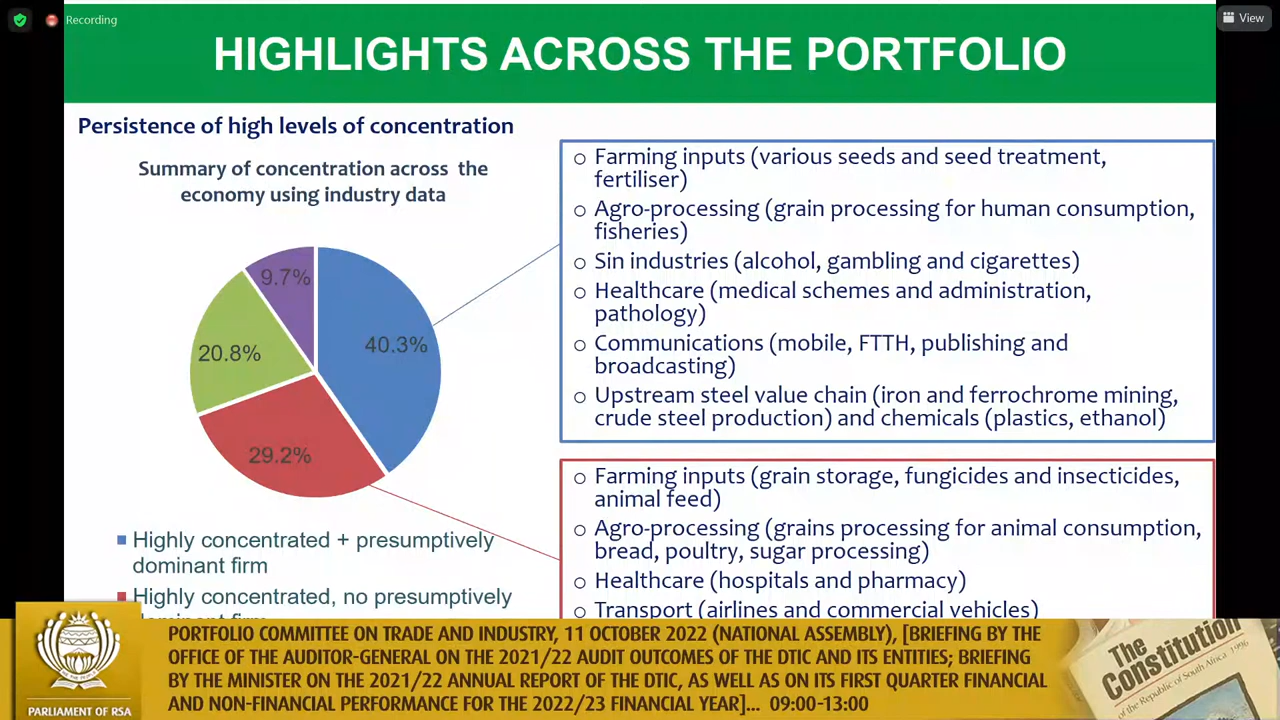 Recording
View
HIGHLIGHTS ACROSS THE PORTFOLIO
Persistence of high levels of concentration
Summary of concentration across the
economy using industry data
9.7%
40.3%
20.8%
29.2%
Highly concentrated + presumptively
dominant firm
Highly concentrated, no presumptively
o Farming inputs (various seeds and seed treatment,
fertiliser)
o Agro-processing (grain processing for human consumption,
fisheries)
o Sin industries (alcohol, gambling and cigarettes)
o Healthcare (medical schemes and administration,
pathology)
o Communications (mobile, FTTH, publishing and
broadcasting)
o Upstream steel value chain (iron and ferrochrome mining,
crude steel production) and chemicals (plastics, ethanol)
o Farming inputs (grain storage, fungicides and insecticides,
animal feed)
o Agro-processing (grains processing for animal consumption,
bread, poultry, sugar processing)
o Healthcare (hospitals and pharmacy)
o Transport (airlines and commercial vehicles)
PORTFOLIO COMMITTEE ON TRADE AND INDUSTRY, 11 OCTOBER 2022 (NATIONAL ASSEMBLY), [BRIEFING BY THE
OFFICE OF THE AUDITOR-GENERAL ON THE 2021/22 AUDIT OUTCOMES OF THE DTIC AND ITS ENTITIES; BRIEFING
BY THE MINISTER ON THE 2021/22 ANNUAL REPORT OF THE DTIC, AS WELL AS ON ITS FIRST QUARTER FINANCIAL
AND NON-FINANCIAL PERFORMANCE FOR THE 2022/23 FINANCIAL YEAR]... 09:00-13:00
PARLIAMENT OF RSA
The
Constitution
of the Republic of South Africa, 1996